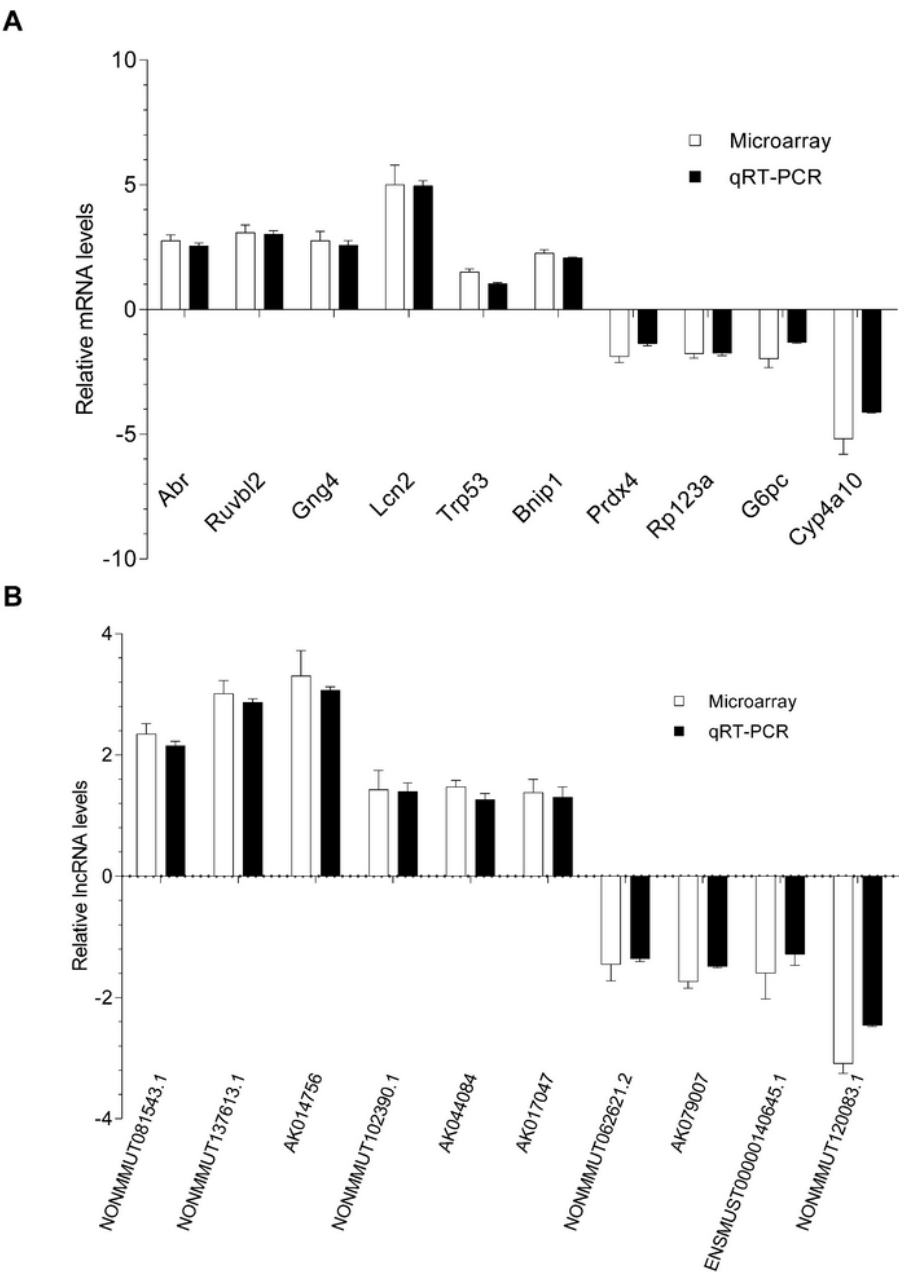 A
10
5
0
-5
-10
Relative mRNA levels
Microarray
qRT-PCR
Abr
Ruvbl2
Gng4
Lcn2
Trp53
Bnip1
Prdx4
Rp123a
G6pc
Cyp4a10
B
4
2
0
-2
-4
Relative lncRNA levels
Microarray
qRT-PCR
NONMMUT081543.1
NONMMUT137613.1
AK014756
NONMMUT102390.1
AK044084
AK017047
NONMMUT062621.2
AK079007
ENSMUST00000140645.1
NONMMUT120083.1